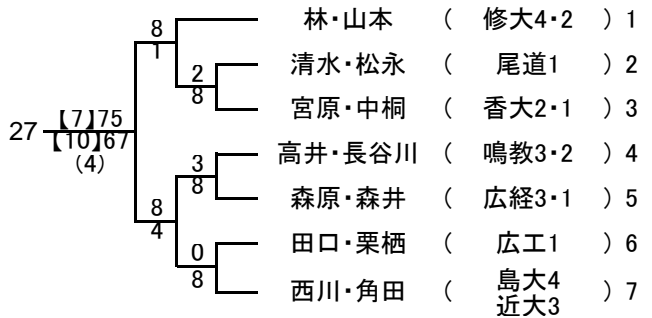 林・山本 ( 修大4・2 ) 1
8
1
清水・松永 ( 尾道1 ) 2
2
8
宮原・中桐 ( 香大2・1 ) 3
27
【7】75
【10】67
(4)
高井・長谷川 ( 鳴教3・2 ) 4
3
8
森原・森井 ( 広経3・1 ) 5
8
4
田口・栗栖 ( 広工1 ) 6
0
8
西川・角田 ( 島大4
近大3 ) 7